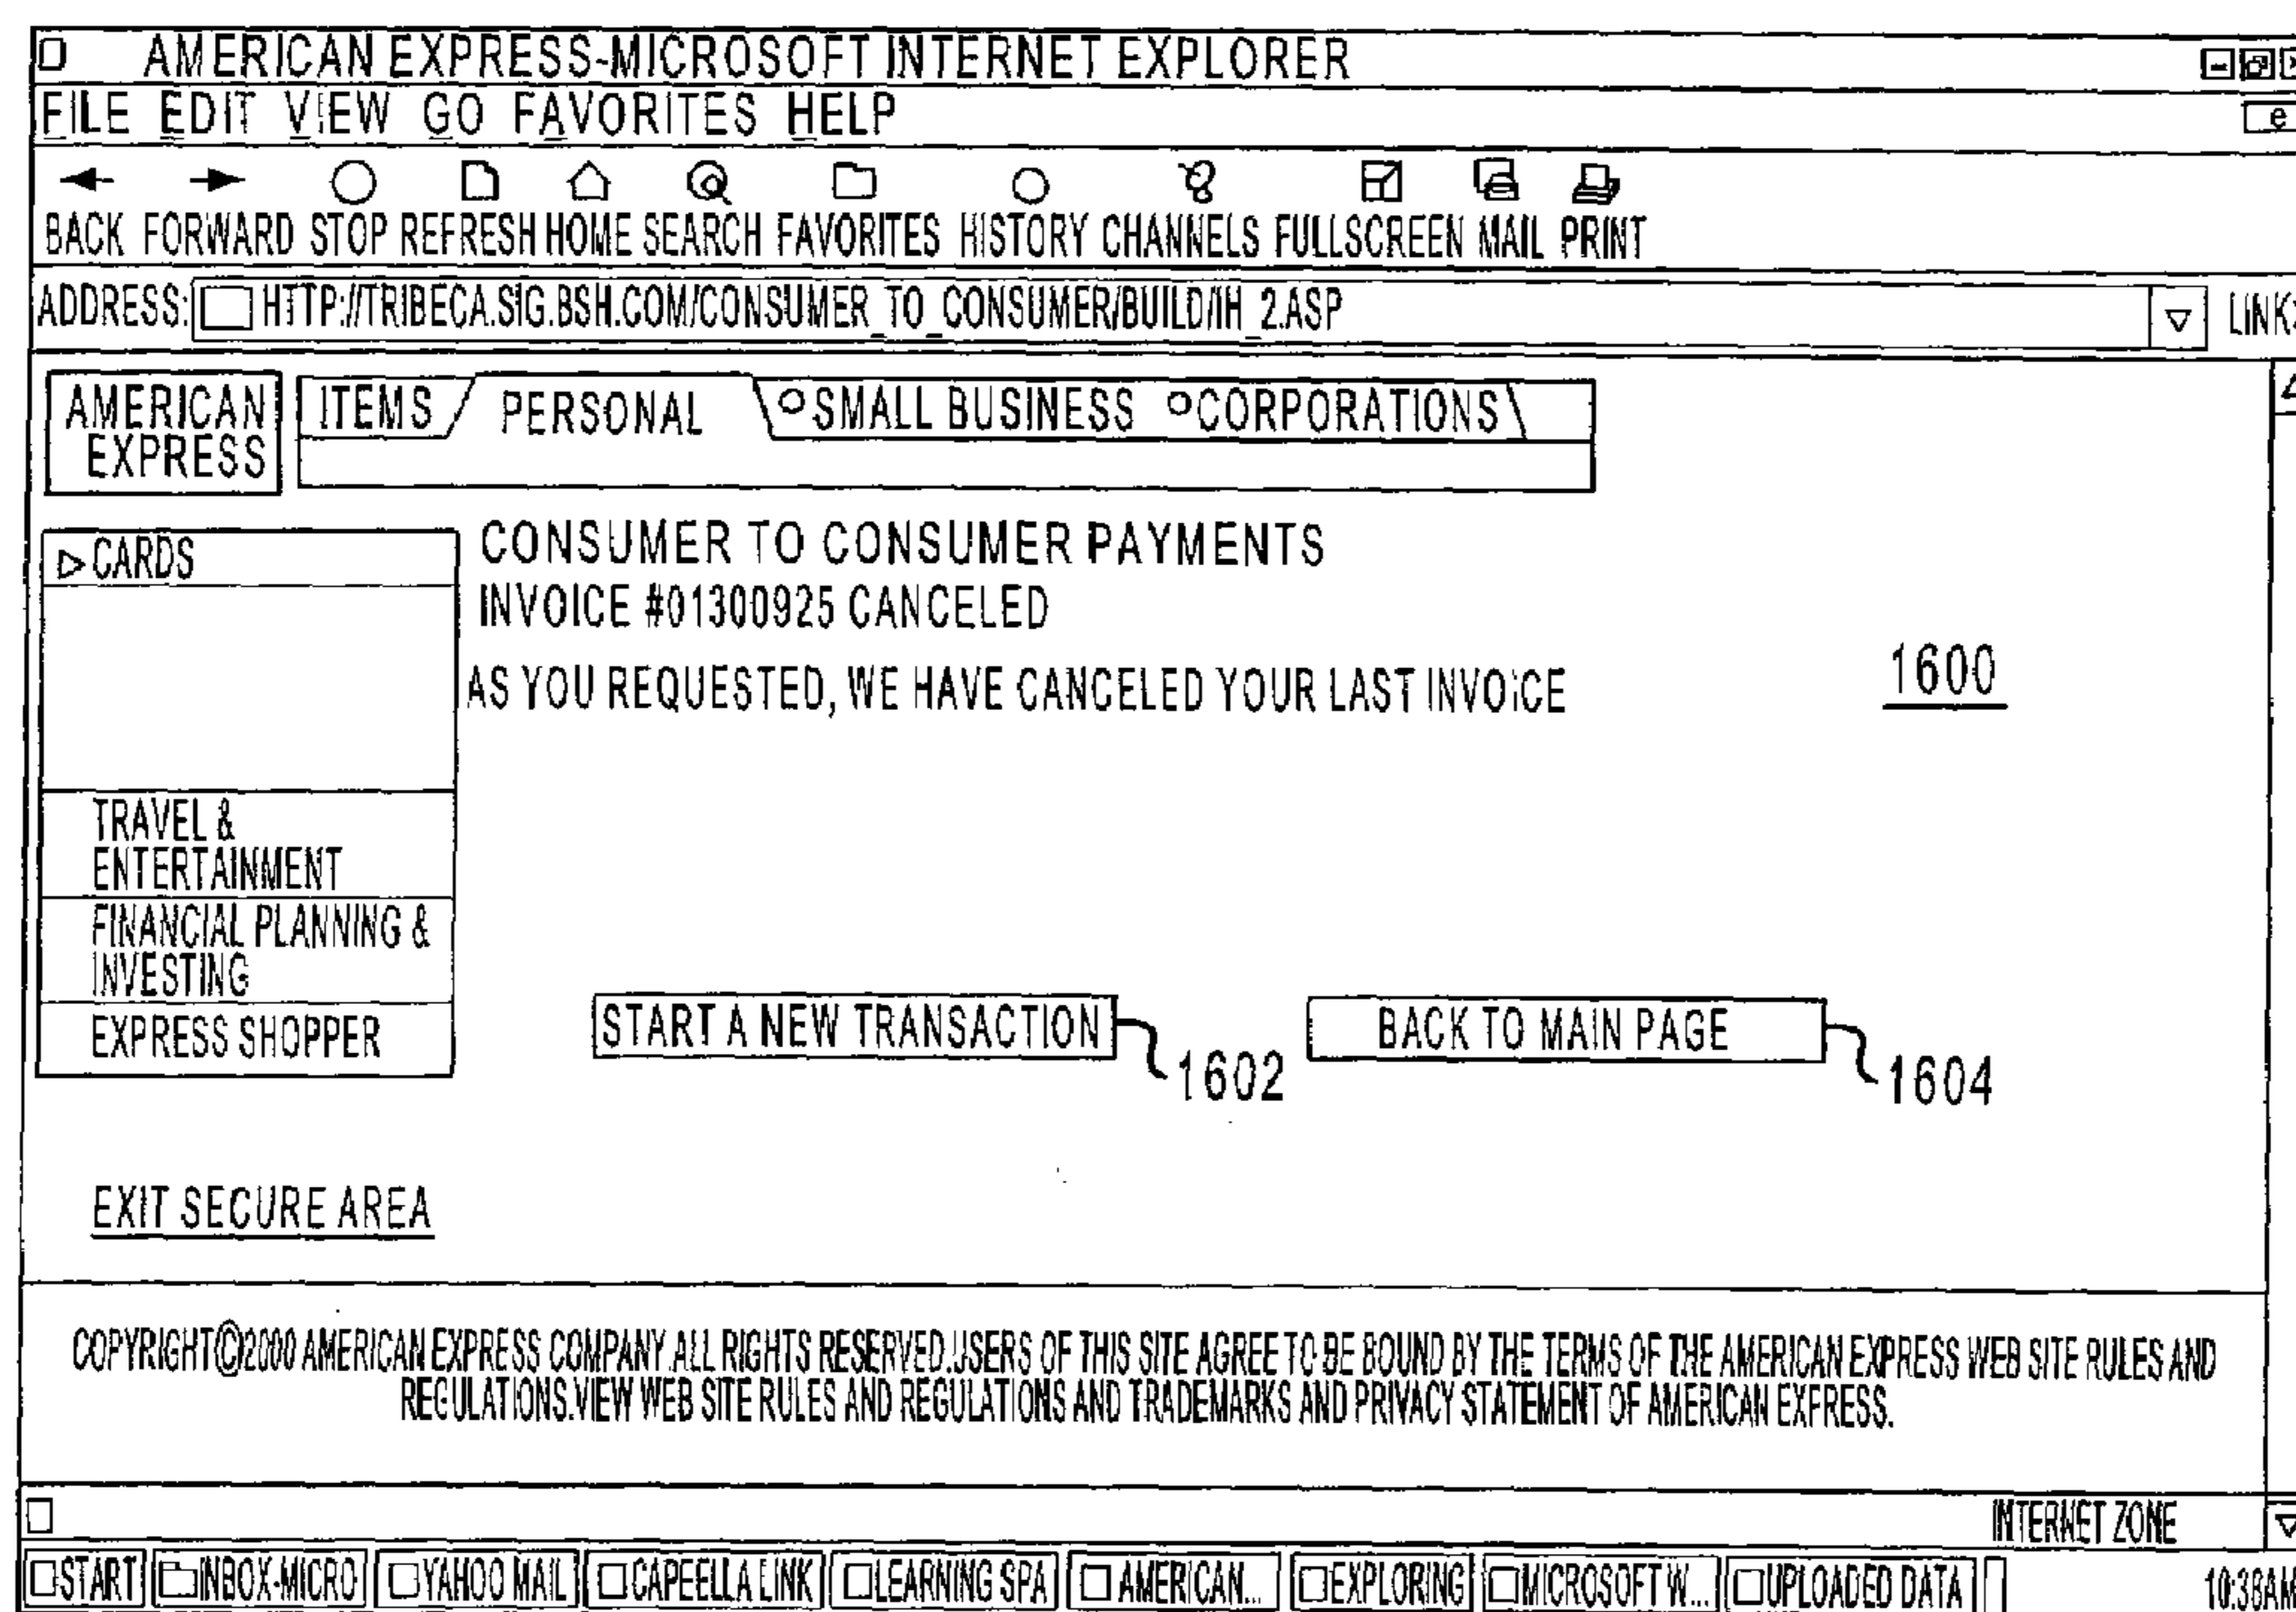 AMERICAN EXPRESS-MICROSOFT INTERNET EXPLORER
FILE EDIT VIEW GO FAVORITES HELP
e
BACK FORWARD STOP REFRESH HOME SEARCH FAVORITES HISTORY CHANNELS FULLSCREEN MAIL PRINT
ADDRESS: HTTP://TRIBECA.SIG.BSH.COM/CONSUMER_TO_CONSUMER/BUILD/IH_2.ASP
AMERICAN
EXPRESS
ITEMS PERSONAL SMALL BUSINESS CORPORATIONS
CARDS
CONSUMER TO CONSUMER PAYMENTS
INVOICE #01300925 CANCELED
AS YOU REQUESTED, WE HAVE CANCELED YOUR LAST INVOICE
1600
TRAVEL &
ENTERTAINMENT
FINANCIAL PLANNING &
INVESTING
EXPRESS SHOPPER
START A NEW TRANSACTION 1602
BACK TO MAIN PAGE 1604
EXIT SECURE AREA
COPYRIGHT©2000 AMERICAN EXPRESS COMPANY.ALL RIGHTS RESERVED.USERS OF THIS SITE AGREE TO BE BOUND BY THE TERMS OF THE AMERICAN EXPRESS WEB SITE RULES AND
REGULATIONS.VIEW WEB SITE RULES AND REGULATIONS AND TRADEMARKS AND PRIVACY STATEMENT OF AMERICAN EXPRESS.
INTERNET ZONE
START INBOX-MICRO YAHOO MAIL CAPEELLA LINK LEARNING SPA AMERICAN... EXPLORING MICROSOFT W... UPLOADED DATA 10:38AM